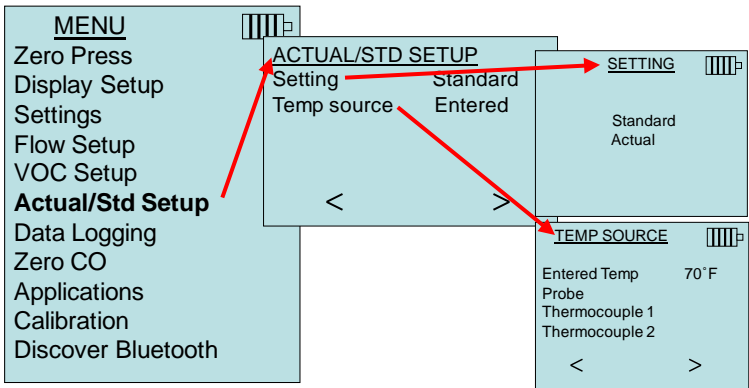 MENU
Zero Press
Display Setup
Settings
Flow Setup
VOC Setup
Actual/Std Setup
Data Logging
Zero CO
Applications
Calibration
Discover Bluetooth
ACTUAL/STD SETUP
Setting Standard
Temp source Entered
< >
SETTING
Standard
Actual
TEMP SOURCE
Entered Temp 70˚F
Probe
Thermocouple 1
Thermocouple 2
< >